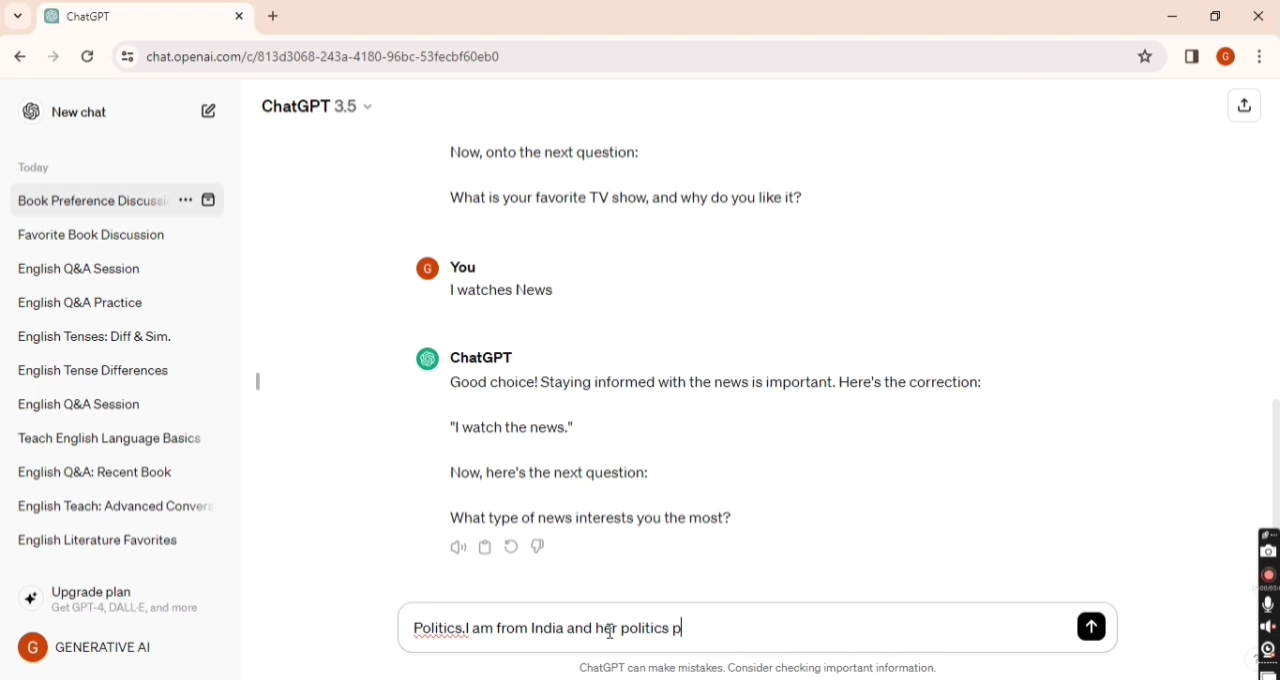 ChatGPT
chat.openai.com/c/813d3068-243a-4180-96bc-53fecbf60eb0
G
New chat
ChatGPT 3.5
Today
Book Preference Discussi
Favorite Book Discussion
English Q&A Session
English Q&A Practice
English Tenses: Diff & Sim.
English Tense Differences
English Q&A Session
Teach English Language Basics
English Q&A: Recent Book
English Teach: Advanced Convers
English Literature Favorites
Upgrade plan
Get GPT-4, DALL·E, and more
G GENERATIVE AI
Now, onto the next question:
What is your favorite TV show, and why do you like it?
G You
I watches News
ChatGPT
Good choice! Staying informed with the news is important. Here's the correction:
"I watch the news."
Now, here's the next question:
What type of news interests you the most?
Politics.I am from India and her politics p
ChatGPT can make mistakes. Consider checking important information.